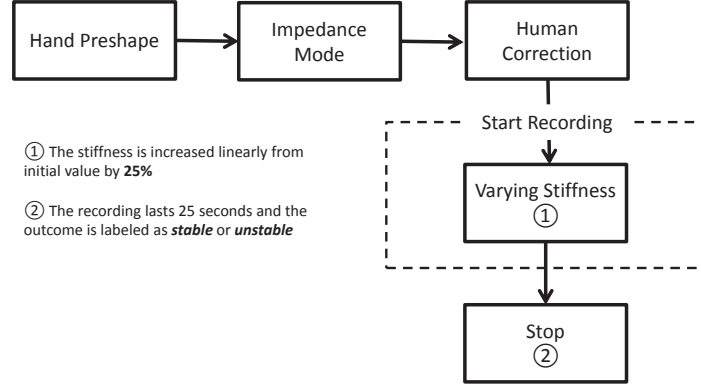 Hand Preshape
Impedance
Mode
Human
Correction
Start Recording
① The stiffness is increased linearly from
initial value by 25%
Varying Stiffness
①
② The recording lasts 25 seconds and the
outcome is labeled as stable or unstable
Stop
②